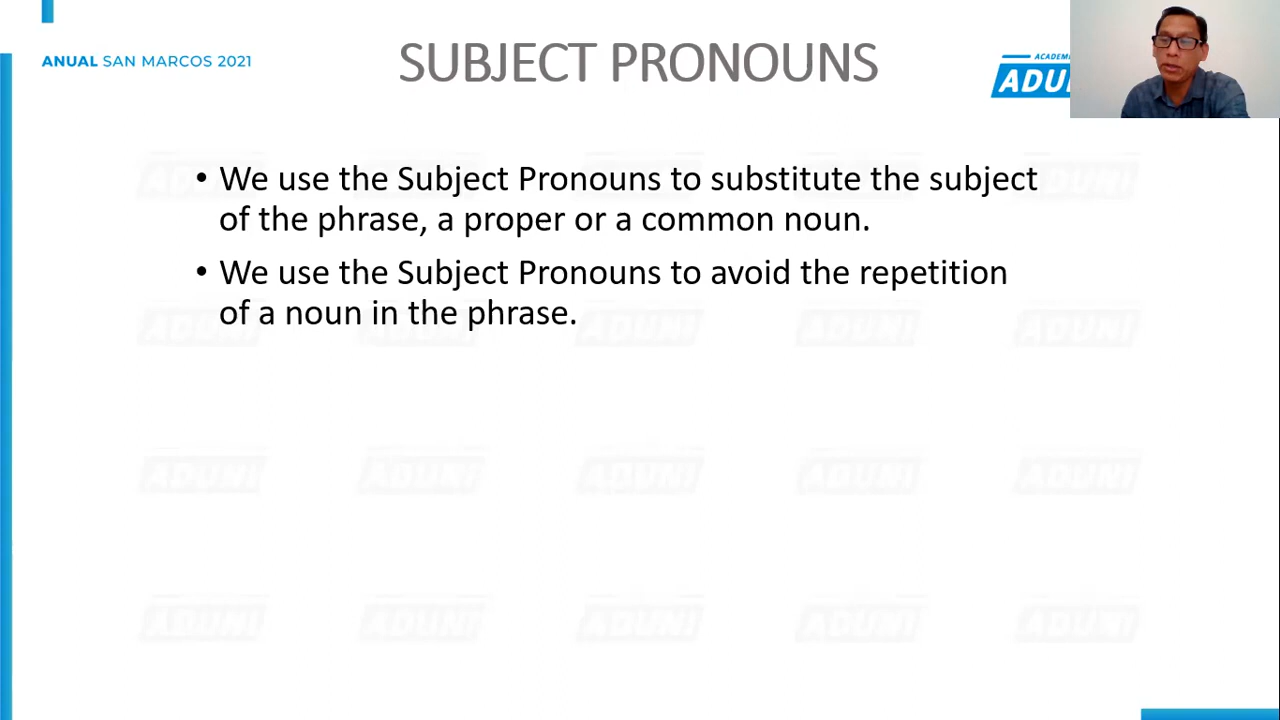 ANUAL SAN MARCOS 2021
SUBJECT PRONOUNS
• We use the Subject Pronouns to substitute the subject
of the phrase, a proper or a common noun.
• We use the Subject Pronouns to avoid the repetition
of a noun in the phrase.